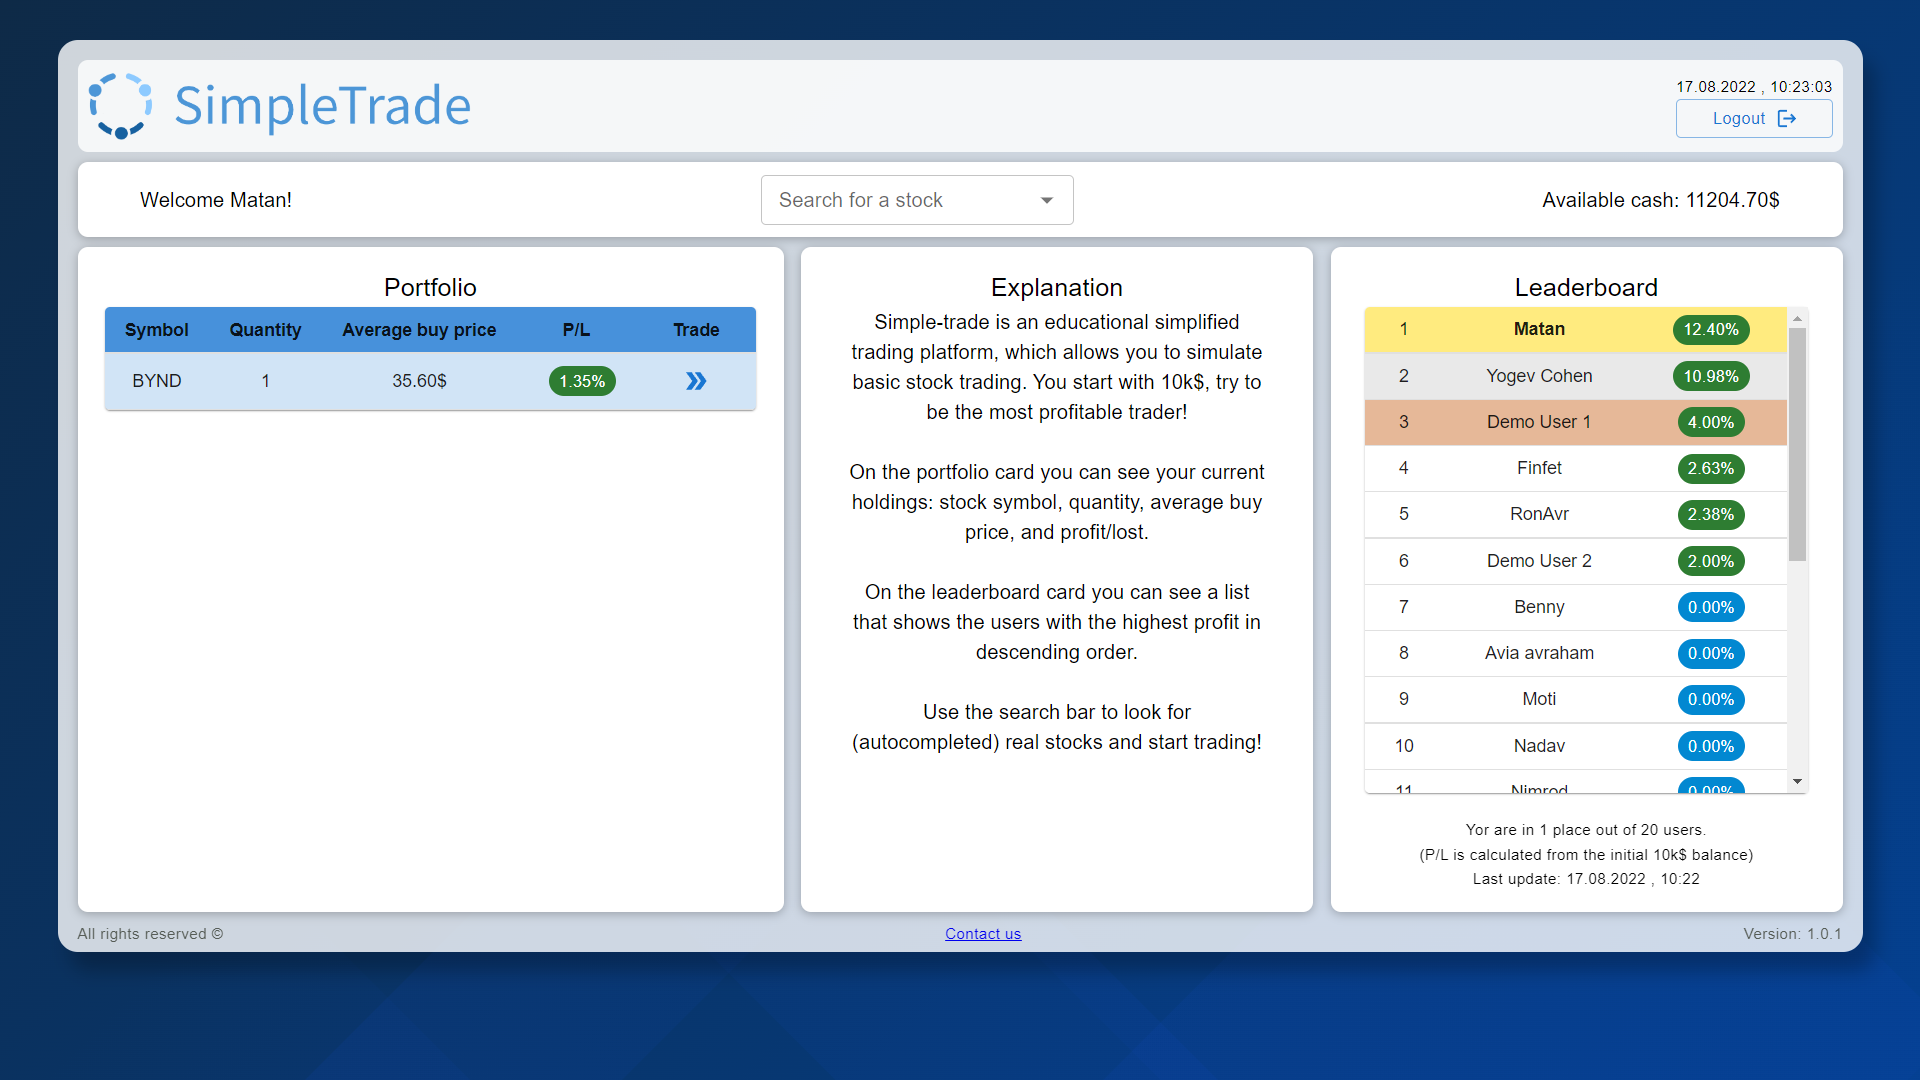 SimpleTrade
17.08.2022 , 10:23:03
Logout
Welcome Matan!
Search for a stock
Available cash: 11204.70$
Portfolio
Symbol Quantity Average buy price P/L Trade
BYND 1 35.60$ 1.35%
Explanation
Simple-trade is an educational simplified
trading platform, which allows you to simulate
basic stock trading. You start with 10k$, try to
be the most profitable trader!
On the portfolio card you can see your current
holdings: stock symbol, quantity, average buy
price, and profit/lost.
On the leaderboard card you can see a list
that shows the users with the highest profit in
descending order.
Use the search bar to look for
(autocompleted) real stocks and start trading!
Leaderboard
1 Matan 12.40%
2 Yogev Cohen 10.98%
3 Demo User 1 4.00%
4 Finfet 2.63%
5 RonAvr 2.38%
6 Demo User 2 2.00%
7 Benny 0.00%
8 Avia avraham 0.00%
9 Moti 0.00%
10 Nadav 0.00%
11 Nimrod 0.00%
Yor are in 1 place out of 20 users.
(P/L is calculated from the initial 10k$ balance)
Last update: 17.08.2022 , 10:22
All rights reserved ©
Contact us
Version: 1.0.1